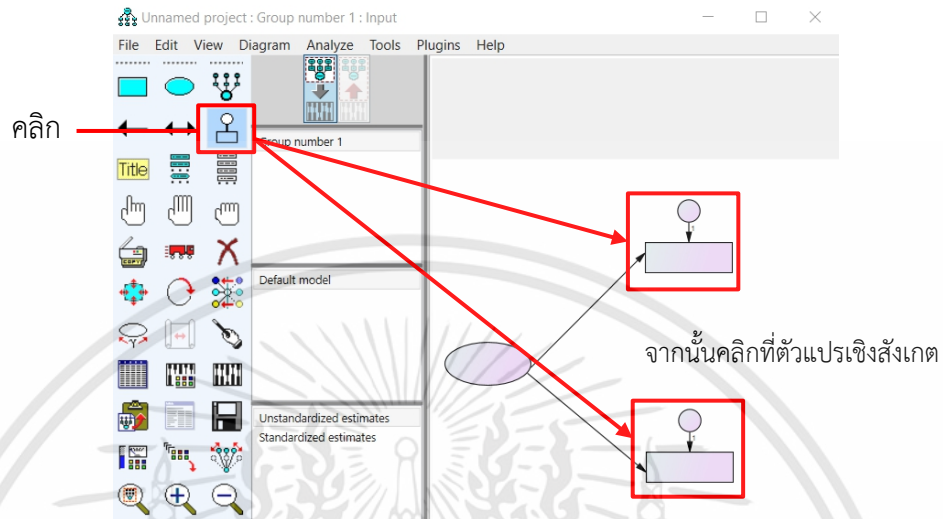 Unnamed project : Group number 1 : Input
File Edit View Diagram Analyze Tools Plugins Help
คลิก
Group number 1
Title
1
COPY
Default model
จากนั้นคลิกที่ตัวแปรเชิงสังเกต
γ
Unstandardized estimates
Standardized estimates
1